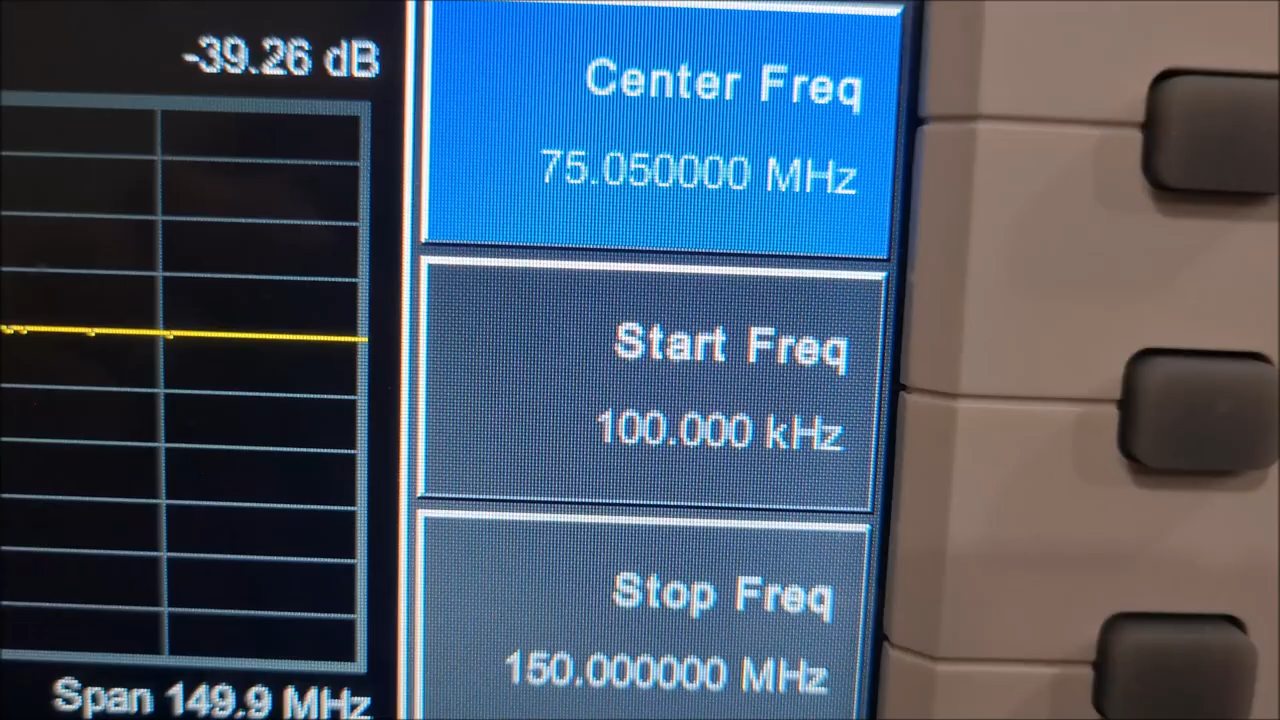 -39.26 dB
Center Freq
75.050000 MHz
Start Freq
100.000 kHz
Stop Freq
150.000000 MHz
Span 149.9 MHz